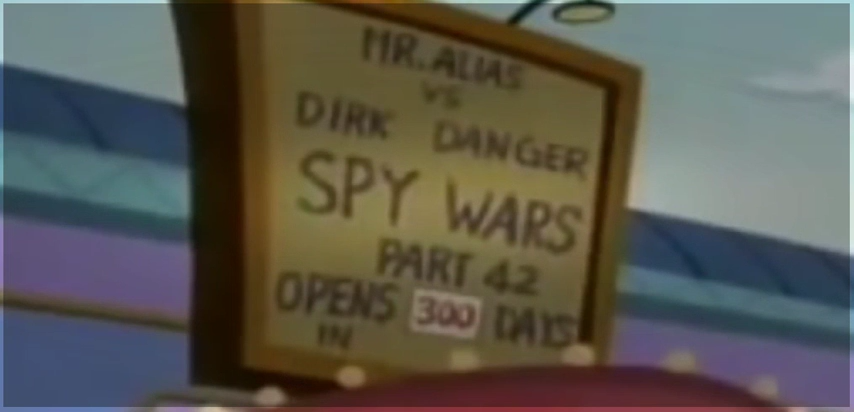 MR. ALIAS
VS
DIRK DANGER
SPY WARS
PART 42
OPENS 300 DAYS
IN